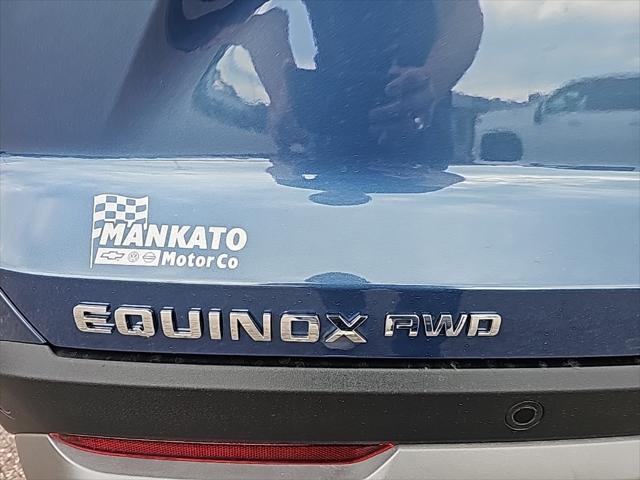 MANKATO
Motor Co
EQUINOX AWD